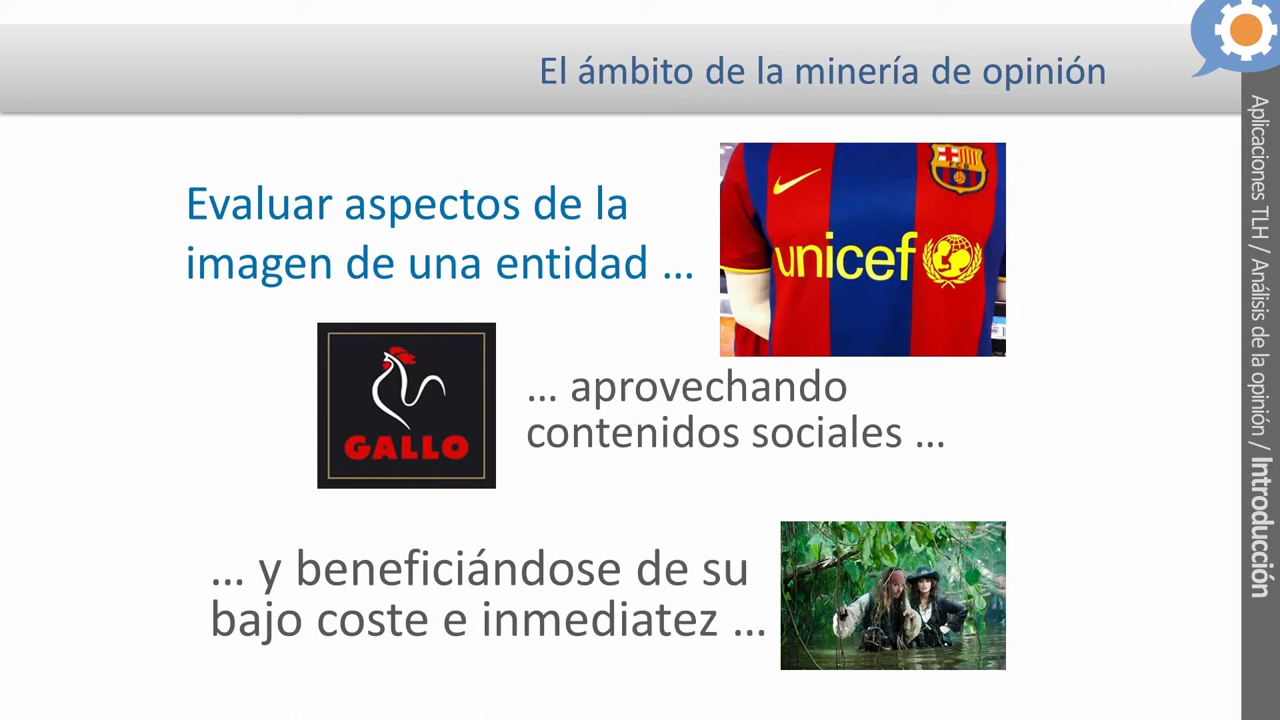 El ámbito de la minería de opinión
Evaluar aspectos de la
imagen de una entidad ...
unicef
GALLO
... aprovechando
contenidos sociales ...
... y beneficiándose de su
bajo coste e inmediatez ...
Aplicaciones TLH / Análisis de la opinión / Introducción